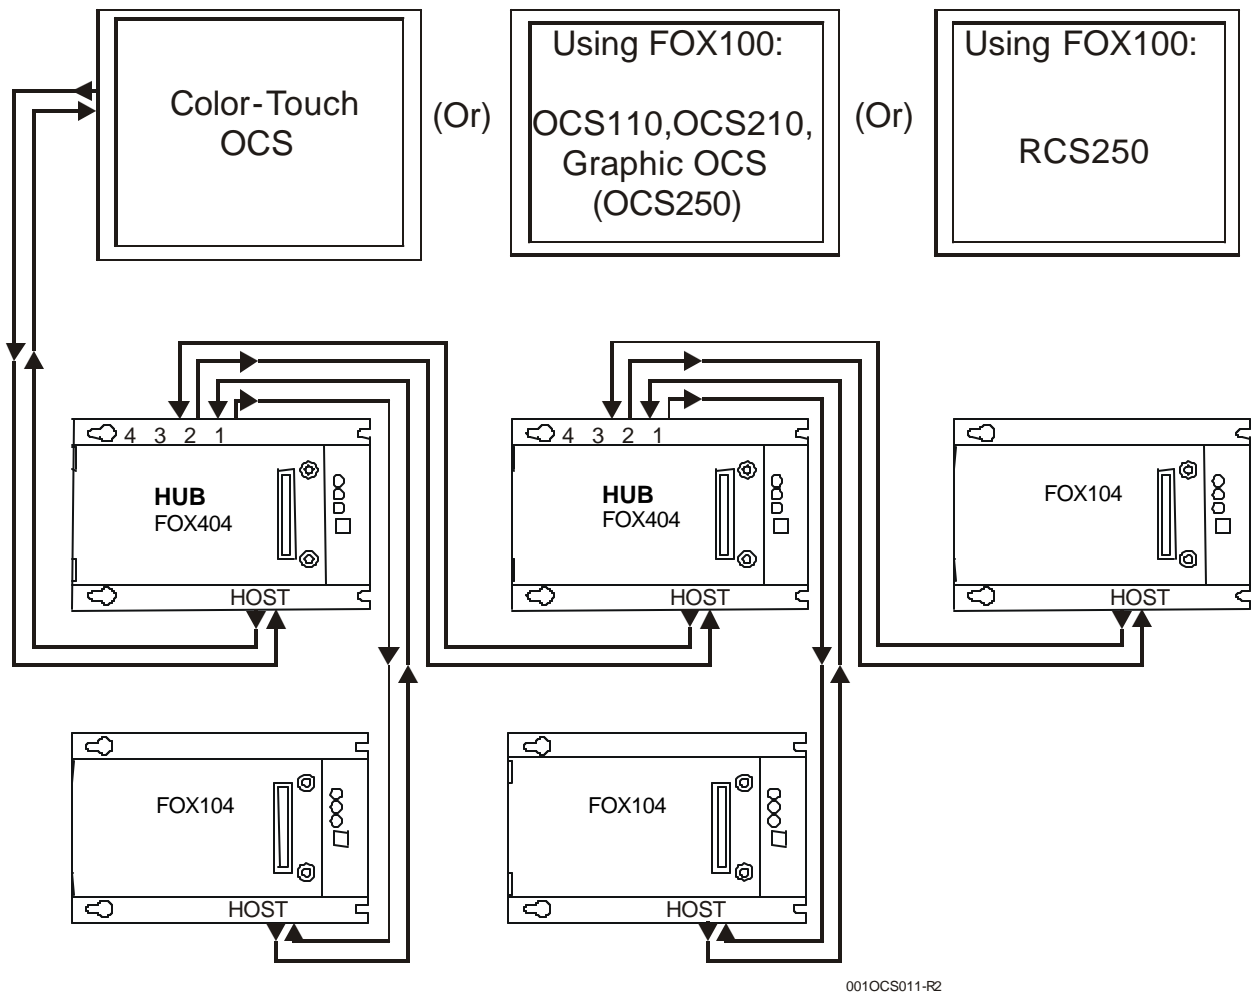 Color-Touch
OCS
(Or)
Using FOX100:
OCS110,OCS210,
Graphic OCS
(OCS250)
(Or)
Using FOX100:
RCS250
4 3 2 1
HUB
FOX404
HOST
4 3 2 1
HUB
FOX404
HOST
FOX104
HOST
FOX104
HOST
FOX104
HOST
001OCS011-R2